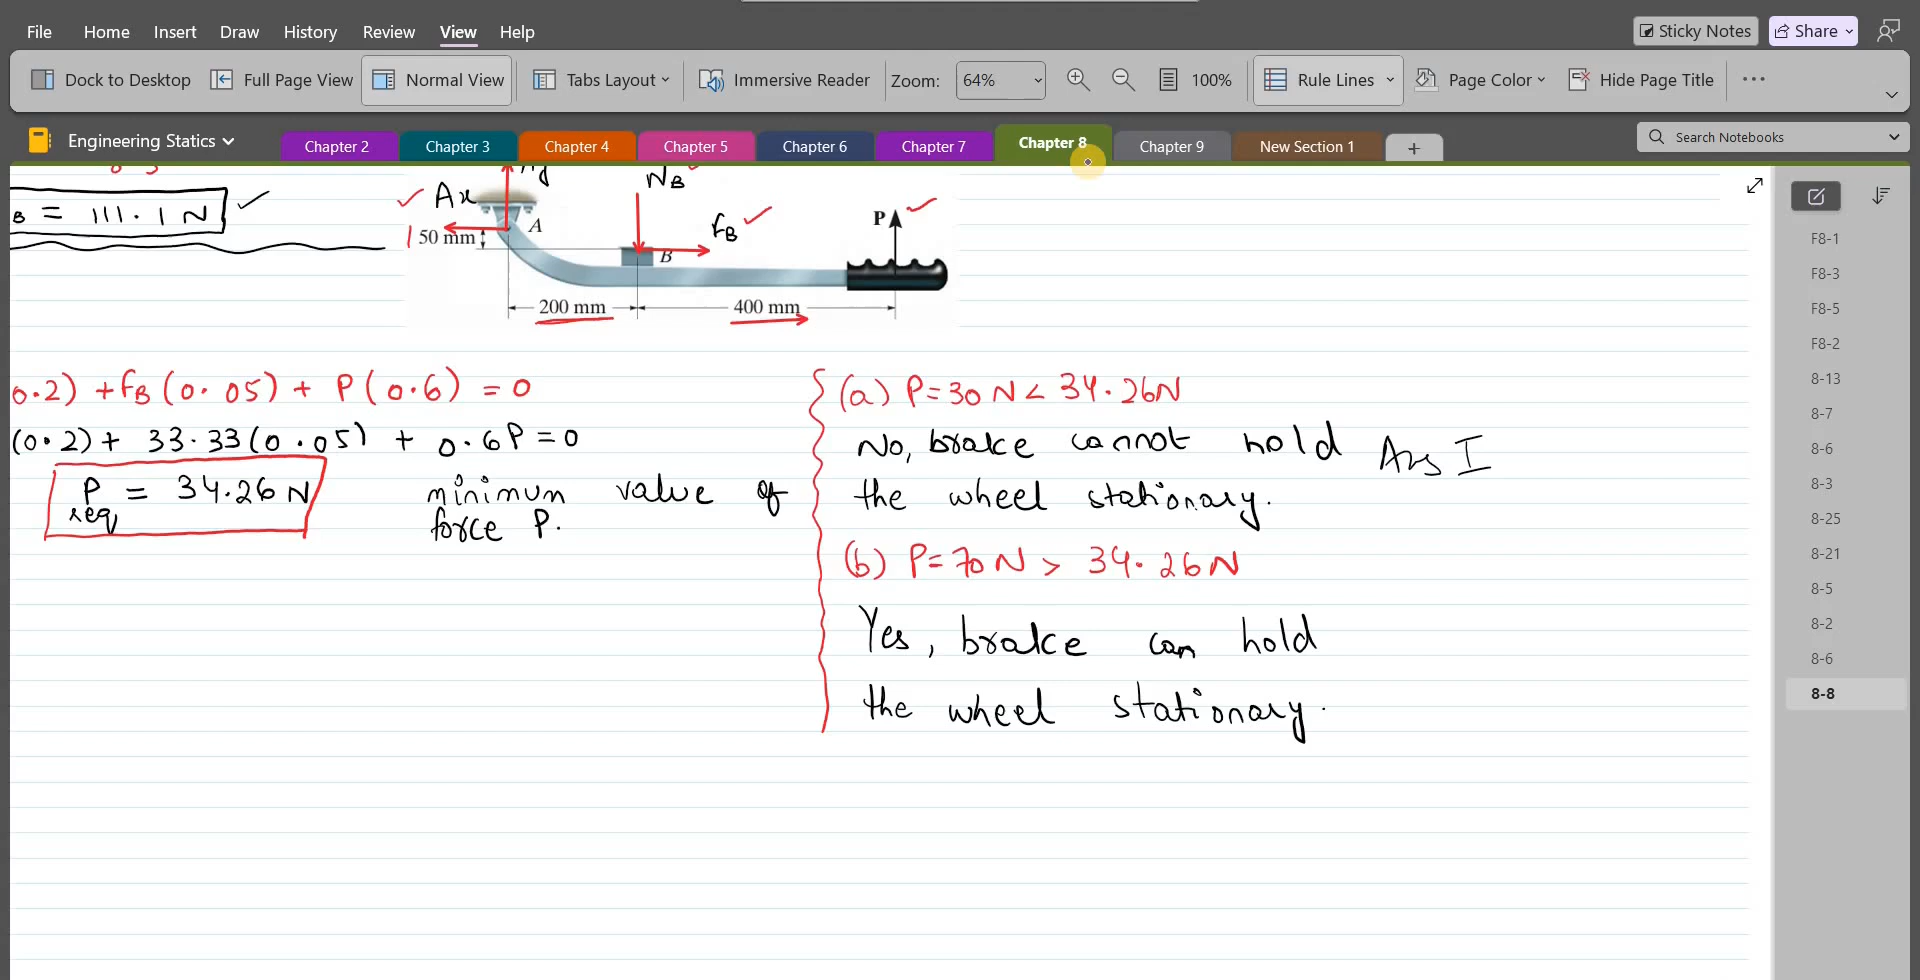 File Home Insert Draw History Review View Help
Sticky Notes Share
Dock to Desktop Full Page View Normal View Tabs Layout Immersive Reader Zoom: 64% 100% Rule Lines Page Color Hide Page Title
Engineering Statics Chapter 2 Chapter 3 Chapter 4 Chapter 5 Chapter 6 Chapter 7 Chapter 8 Chapter 9 New Section 1 + Search Notebooks
B = 111.1 N
Ax
NB
A
50 mm
FB
P
B
200 mm
400 mm
0.2) + FB (0.05) + P (0.6) = 0
(0.2) + 33.33 (0.05) + 0.6P = 0
P req = 34.26 N
minimum value of
force P.
(a) P = 30 N < 34.26 N
No, brake cannot hold
the wheel stationary.
Ans I
(b) P = 70 N > 34.26 N
Yes, brake can hold
the wheel stationary.
F8-1
F8-3
F8-5
F8-2
8-13
8-7
8-6
8-3
8-25
8-21
8-5
8-2
8-6
8-8